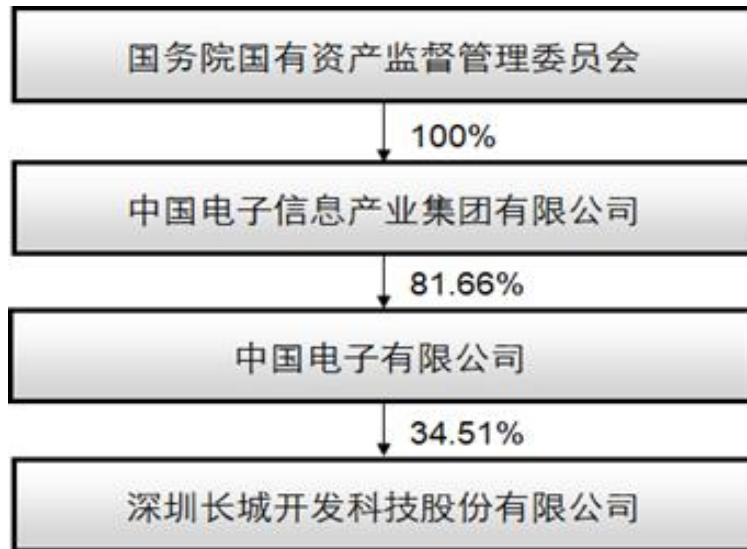 国务院国有资产监督管理委员会
100%
中国电子信息产业集团有限公司
81.66%
中国电子有限公司
34.51%
深圳长城开发科技股份有限公司